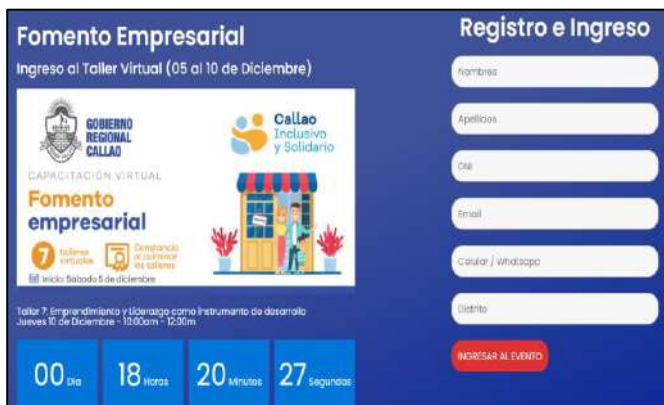 Fomento Empresarial
Ingreso al Taller Virtual (05 al 10 de Diciembre)
GOBIERNO
REGIONAL
CALLAO
Callao
Inclusivo
y Solidario
CAPACITACIÓN VIRTUAL
Fomento
empresarial
7 talleres
virtuales
Constancia
al culminar
los talleres
Inicio: Sábado 5 de diciembre
Taller 7: Emprendimiento y Liderazgo como instrumento de desarrollo
Jueves 10 de Diciembre - 10:00am - 12:00m
00 Dia
18 Horas
20 Minutos
27 Segundos
Registro e Ingreso
Nombres
Apellidos
DNI
Email
Celular / Whatsapp
Distrito
INGRESAR AL EVENTO